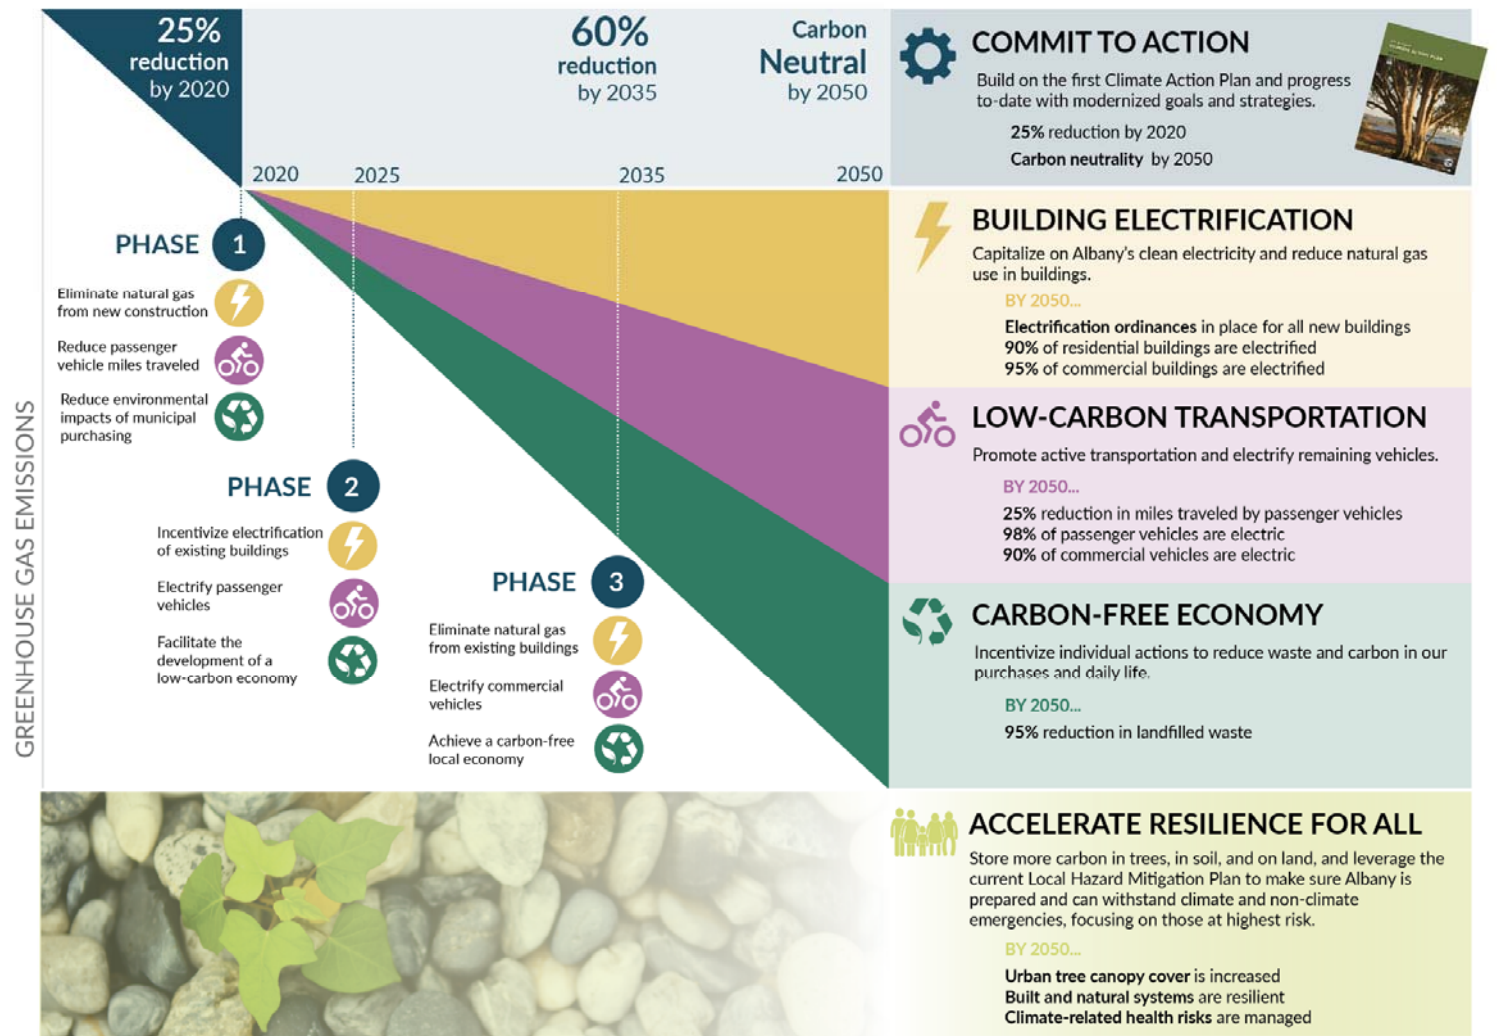 25%
reduction
by 2020
60%
reduction
by 2035
Carbon
Neutral
by 2050
2020
2025
2035
2050
GREENHOUSE GAS EMISSIONS
PHASE 1
Eliminate natural gas
from new construction
Reduce passenger
vehicle miles traveled
Reduce environmental
impacts of municipal
purchasing
PHASE 2
Incentivize electrification
of existing buildings
Electrify passenger
vehicles
Facilitate the
development of a
low-carbon economy
PHASE 3
Eliminate natural gas
from existing buildings
Electrify commercial
vehicles
Achieve a carbon-free
local economy
COMMIT TO ACTION
Build on the first Climate Action Plan and progress
to-date with modernized goals and strategies.
25% reduction by 2020
Carbon neutrality by 2050
BUILDING ELECTRIFICATION
Capitalize on Albany's clean electricity and reduce natural gas
use in buildings.
BY 2050...
Electrification ordinances in place for all new buildings
90% of residential buildings are electrified
95% of commercial buildings are electrified
LOW-CARBON TRANSPORTATION
Promote active transportation and electrify remaining vehicles.
BY 2050...
25% reduction in miles traveled by passenger vehicles
98% of passenger vehicles are electric
90% of commercial vehicles are electric
CARBON-FREE ECONOMY
Incentivize individual actions to reduce waste and carbon in our
purchases and daily life.
BY 2050...
95% reduction in landfilled waste
ACCELERATE RESILIENCE FOR ALL
Store more carbon in trees, in soil, and on land, and leverage the
current Local Hazard Mitigation Plan to make sure Albany is
prepared and can withstand climate and non-climate
emergencies, focusing on those at highest risk.
BY 2050...
Urban tree canopy cover is increased
Built and natural systems are resilient
Climate-related health risks are managed